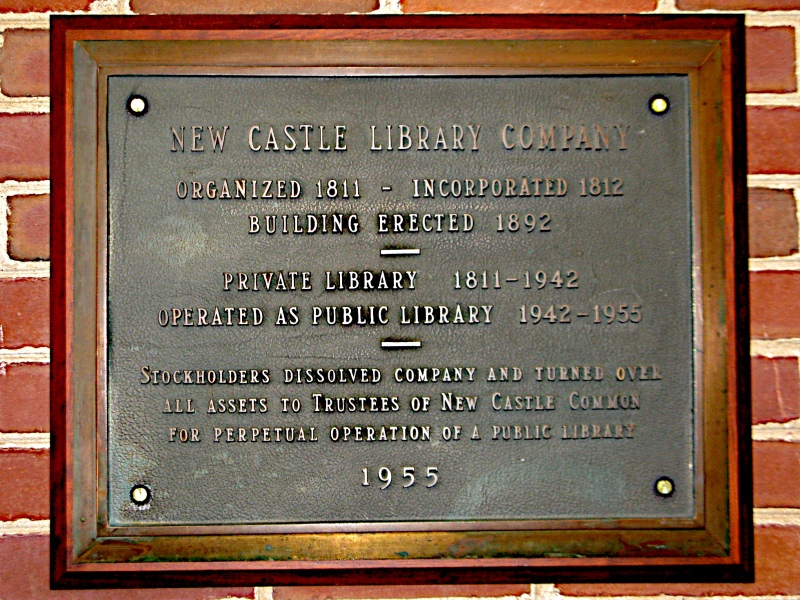 NEW CASTLE LIBRARY COMPANY
ORGANIZED 1811 - INCORPORATED 1812
BUILDING ERECTED 1892
PRIVATE LIBRARY 1811-1942
OPERATED AS PUBLIC LIBRARY 1942-1955
STOCKHOLDERS DISSOLVED COMPANY AND TURNED OVER
ALL ASSETS TO TRUSTEES OF NEW CASTLE COMMON
FOR PERPETUAL OPERATION OF A PUBLIC LIBRARY
1955